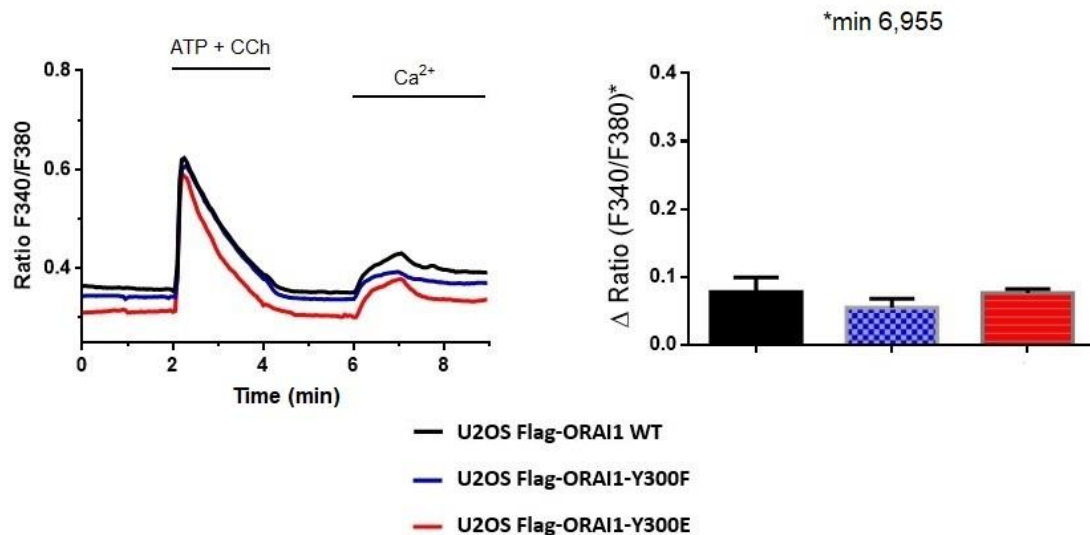 *min 6,955
ATP + CCh
Ca²⁺
Ratio F340/F380
0.8
0.6
0.4
0 2 4 6 8
Time (min)
Δ Ratio (F340/F380)*
0.4
0.3
0.2
0.1
0.0
U2OS Flag-ORAI1 WT
U2OS Flag-ORAI1-Y300F
U2OS Flag-ORAI1-Y300E